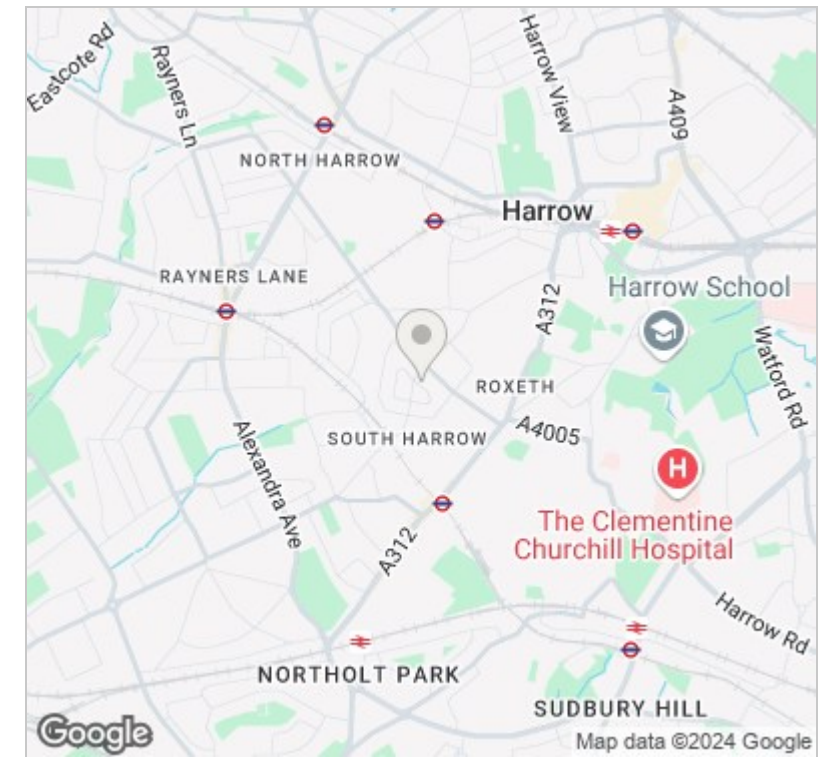 Eastcote Rd
Rayners Ln
Harrow View
A409
NORTH HARROW
Harrow
RAYNERS LANE
Harrow School
A312
Watford Rd
ROXETH
SOUTH HARROW
A4005
Alexandra Ave
H
The Clementine
Churchill Hospital
A312
Harrow Rd
NORTHOLT PARK
SUDBURY HILL
Google
Map data ©2024 Google